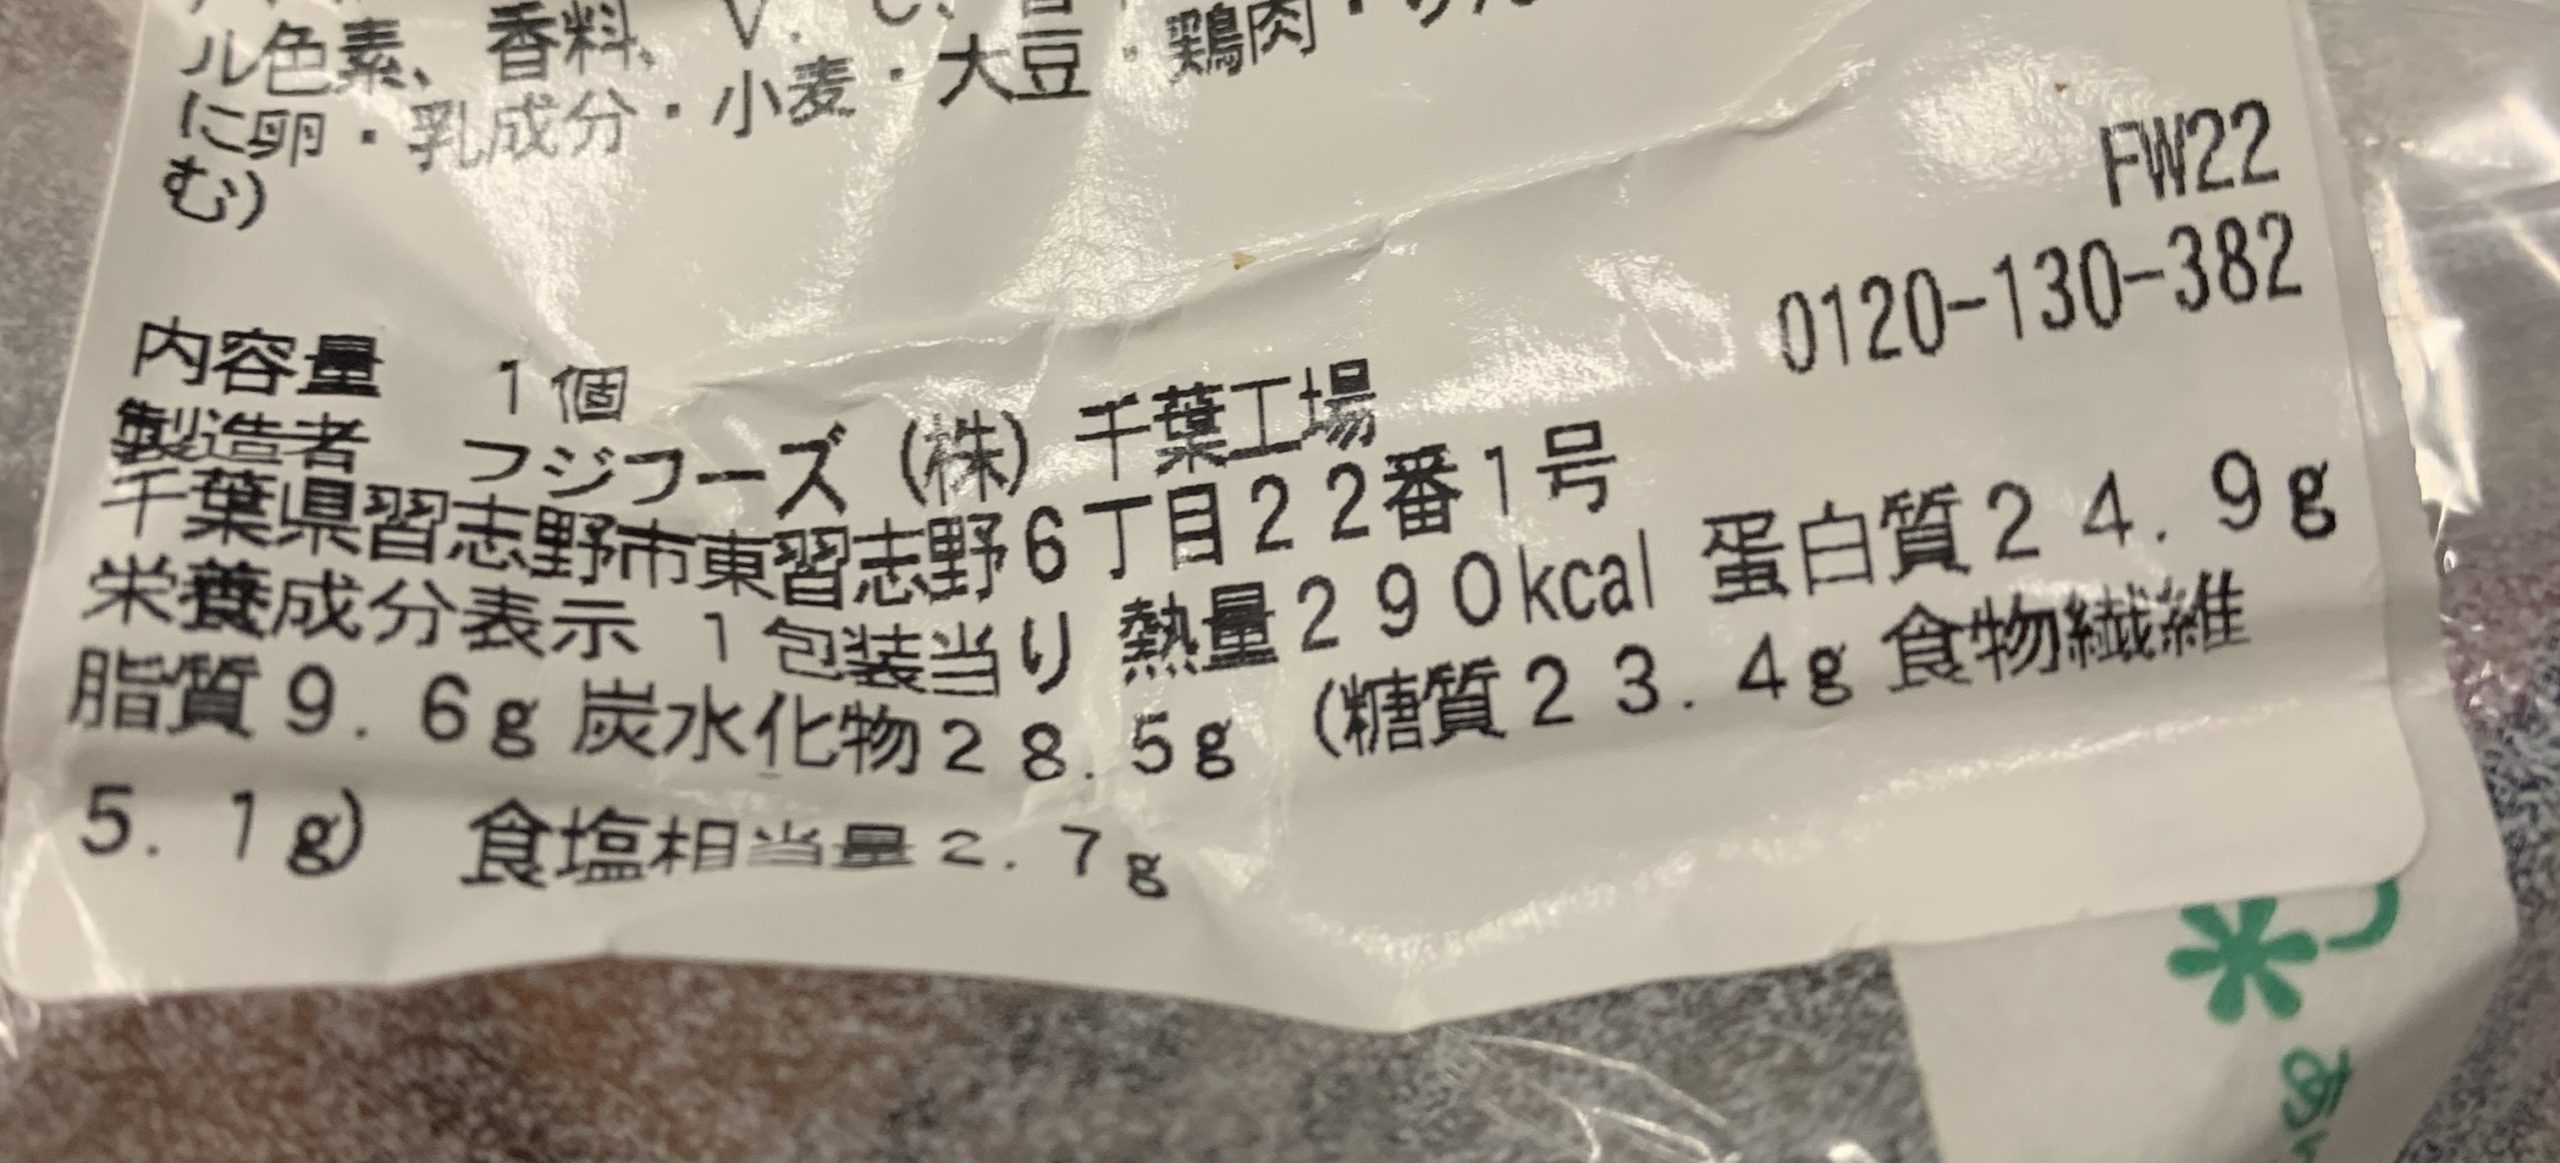 ル色素、香料、V.C、
に卵・乳成分・小麦・大豆・鶏肉・りん
む)
FW22
0120-130-382
内容量 1個
製造者 フジフーズ(株)千葉工場
千葉県習志野市東習志野6丁目22番1号
栄養成分表示 1包装当り 熱量290kcal 蛋白質24.9g
脂質9.6g 炭水化物28.5g (糖質23.4g 食物繊維
5.1g) 食塩相当量2.7g